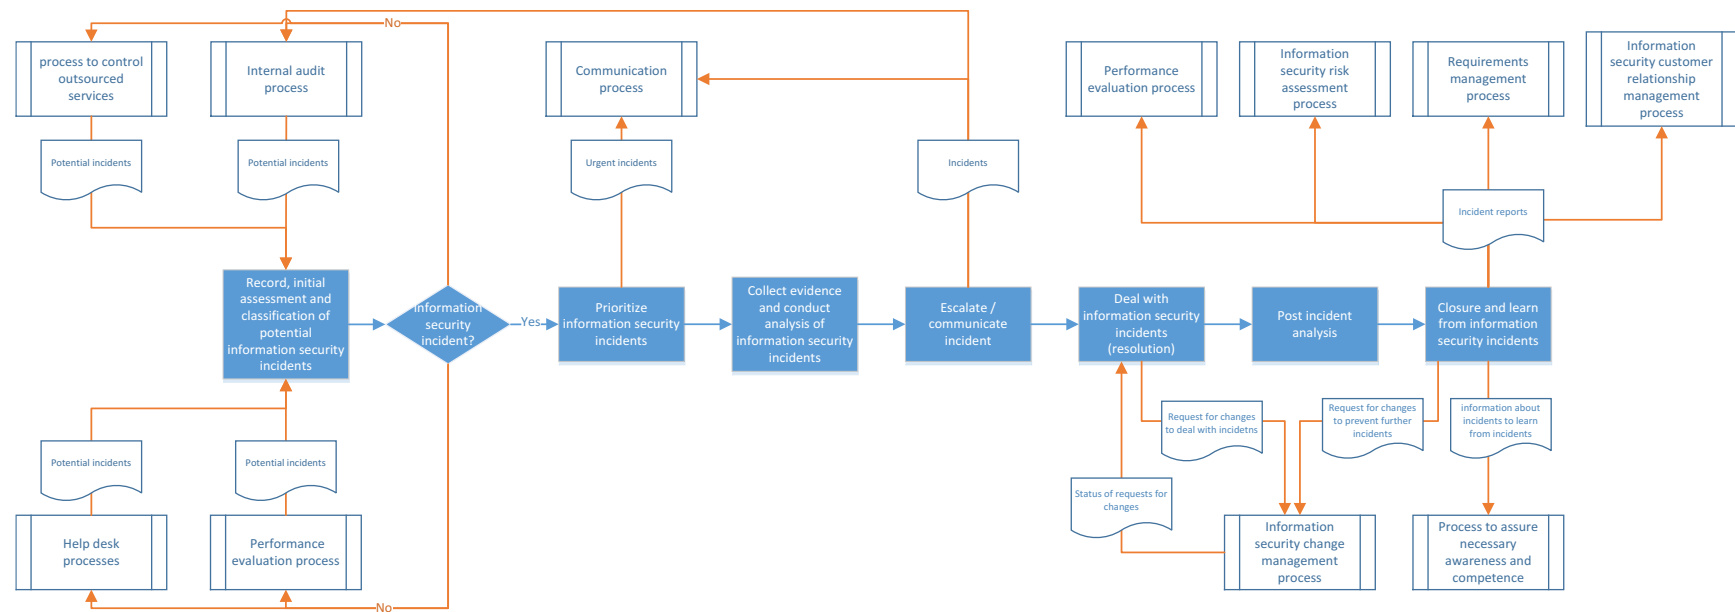 No
process to control
outsourced
services
Internal audit
process
Communication
process
Performance
evaluation process
Information
security risk
assessment
process
Requirements
management
process
Information
security customer
relationship
management
process
Potential incidents
Potential incidents
Urgent incidents
Incidents
Incident reports
Record, initial
assessment and
classification of
potential
information security
incidents
Information
security
incident?
Yes
Prioritize
information security
incidents
Collect evidence
and conduct
analysis of
information security
incidents
Escalate /
communicate
incident
Deal with
information security
incidents
(resolution)
Post incident
analysis
Closure and learn
from information
security incidents
Request for changes
to deal with incidetns
Request for changes
to prevent further
incidents
information about
incidents to learn
from incidents
Potential incidents
Potential incidents
Status of requests for
changes
Help desk
processes
Performance
evaluation process
Information
security change
management
process
Process to assure
necessary
awareness and
competence
No